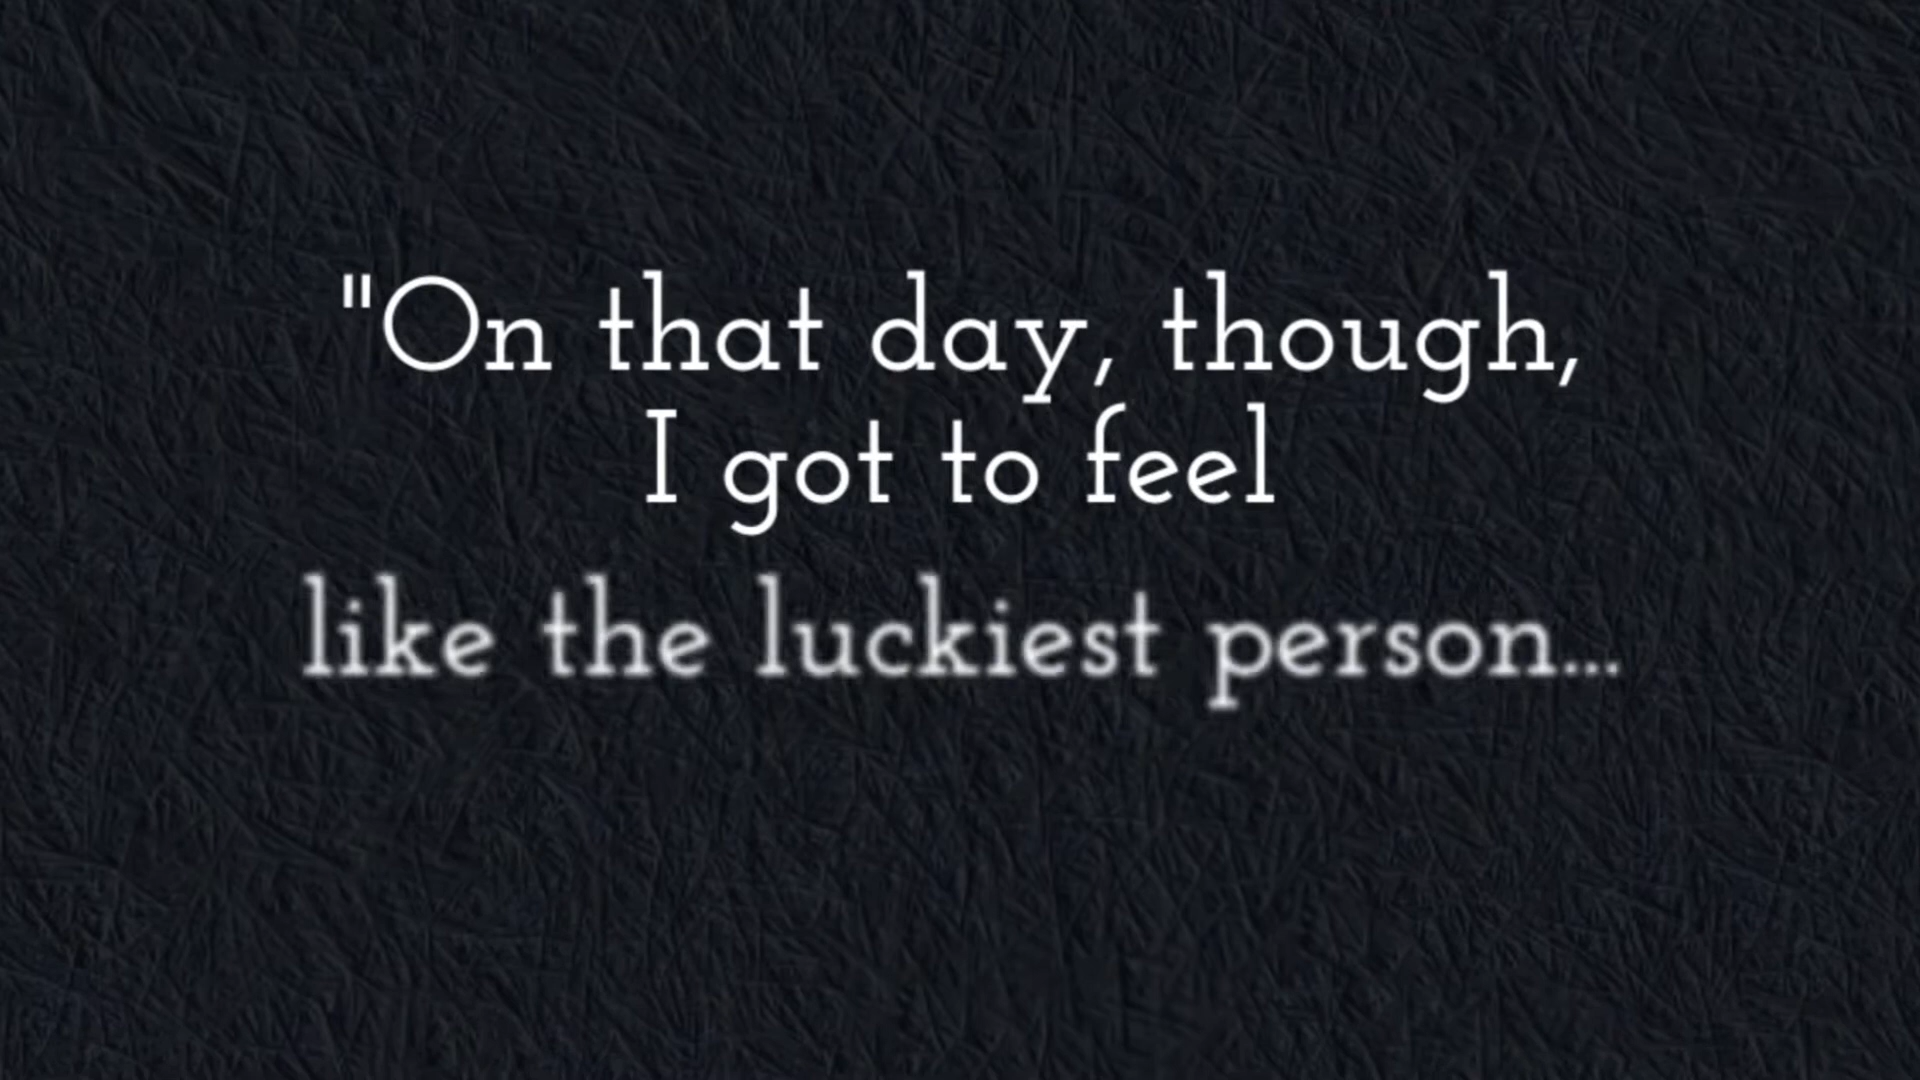 "On that day, though,
I got to feel
like the luckiest person...